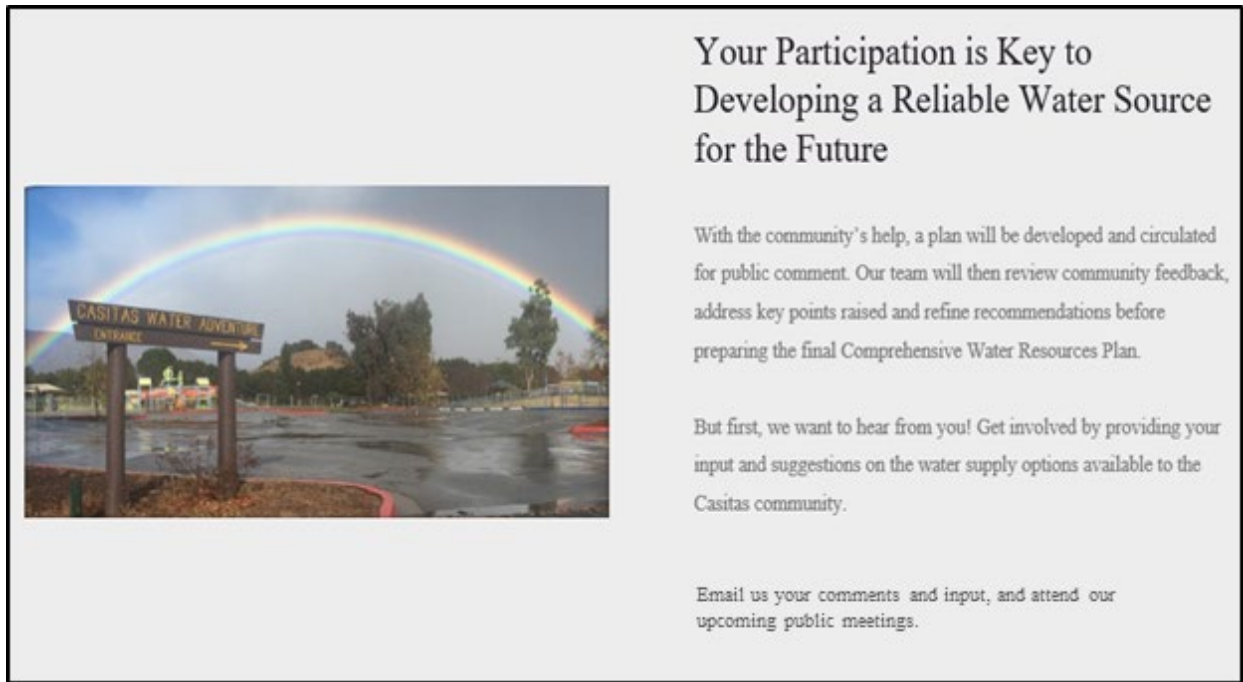 CASITAS WATER ADVENTURE
ENTRANCE
Your Participation is Key to
Developing a Reliable Water Source
for the Future
With the community's help, a plan will be developed and circulated
for public comment. Our team will then review community feedback,
address key points raised and refine recommendations before
preparing the final Comprehensive Water Resources Plan.
But first, we want to hear from you! Get involved by providing your
input and suggestions on the water supply options available to the
Casitas community.
Email us your comments and input, and attend our
upcoming public meetings.